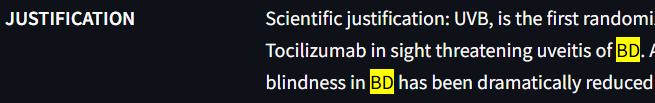 JUSTIFICATION
Scientific justification: UVB, is the first randomi
Tocilizumab in sight threatening uveitis of BD. A
blindness in BD has been dramatically reduced